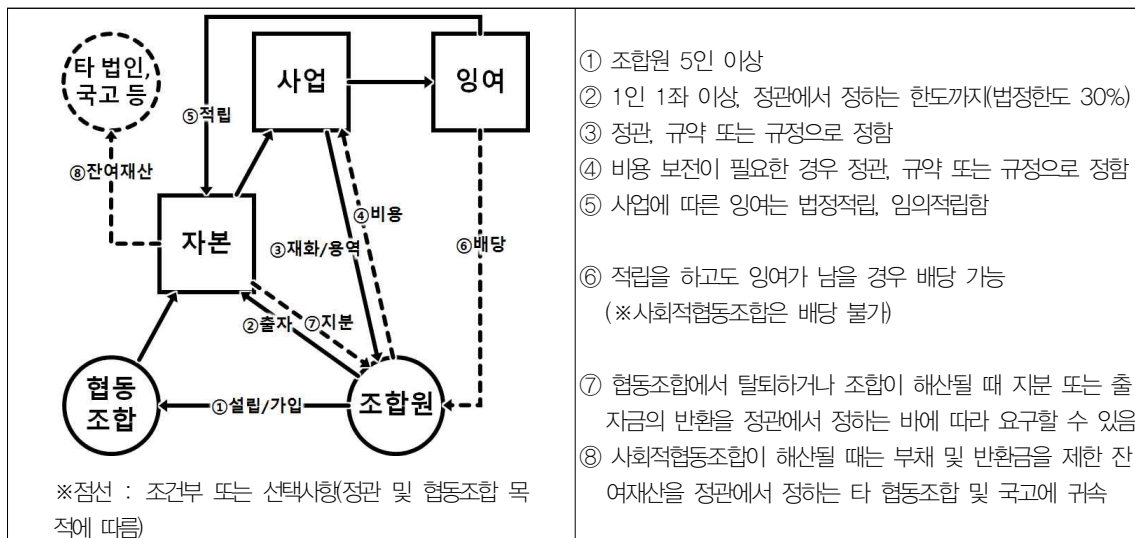 타 법인,
국고 등
사업
잉여
⑤적립
⑧잔여재산
자본
④비용
③재화/용역
⑥배당
②출자
⑦지분
협동
조합
①설립/가입
조합원
※점선 : 조건부 또는 선택사항(정관 및 협동조합 목
적에 따름)
① 조합원 5인 이상
② 1인 1좌 이상, 정관에서 정하는 한도까지(법정한도 30%)
③ 정관, 규약 또는 규정으로 정함
④ 비용 보전이 필요한 경우 정관, 규약 또는 규정으로 정함
⑤ 사업에 따른 잉여는 법정적립, 임의적립함
⑥ 적립을 하고도 잉여가 남을 경우 배당 가능
(※사회적협동조합은 배당 불가)
⑦ 협동조합에서 탈퇴하거나 조합이 해산될 때 지분 또는 출
자금의 반환을 정관에서 정하는 바에 따라 요구할 수 있음
⑧ 사회적협동조합이 해산될 때는 부채 및 반환금을 제한 잔
여재산을 정관에서 정하는 타 협동조합 및 국고에 귀속